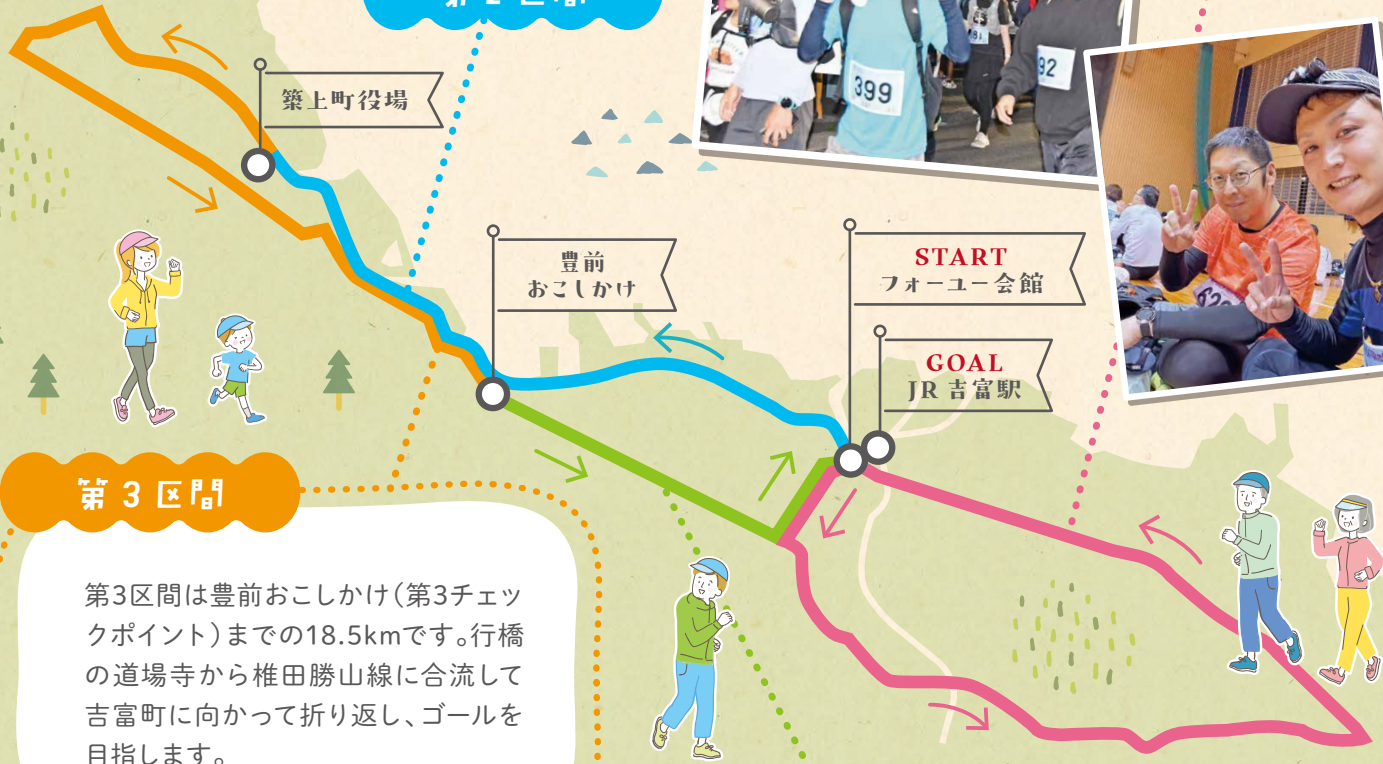 築上町役場
399
92
豊前
おこしかけ
START
フォーユー会館
GOAL
JR 吉富駅
第3区間
第3区間は豊前おこしかけ（第3チェッ
クポイント）までの18.5kmです。行橋
の道場寺から椎田勝山線に合流して
吉富町に向かって折り返し、ゴールを
目指します。